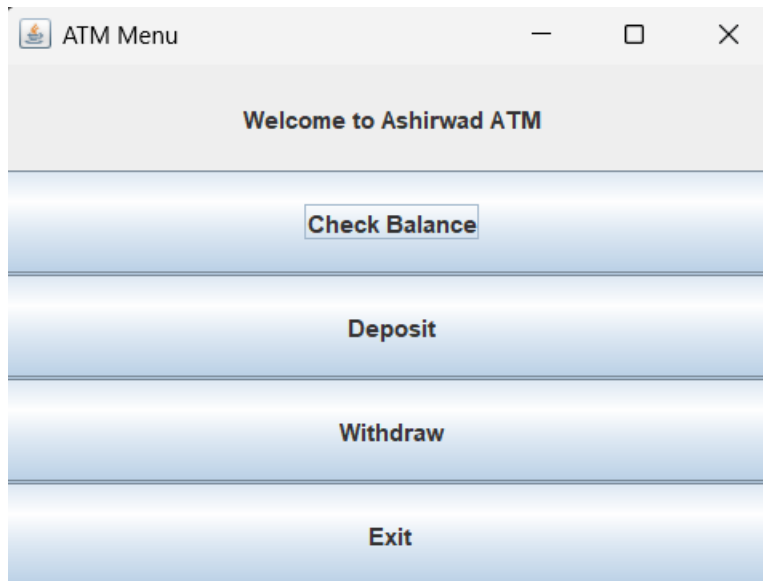 ATM Menu
Welcome to Ashirwad ATM
Check Balance
Deposit
Withdraw
Exit